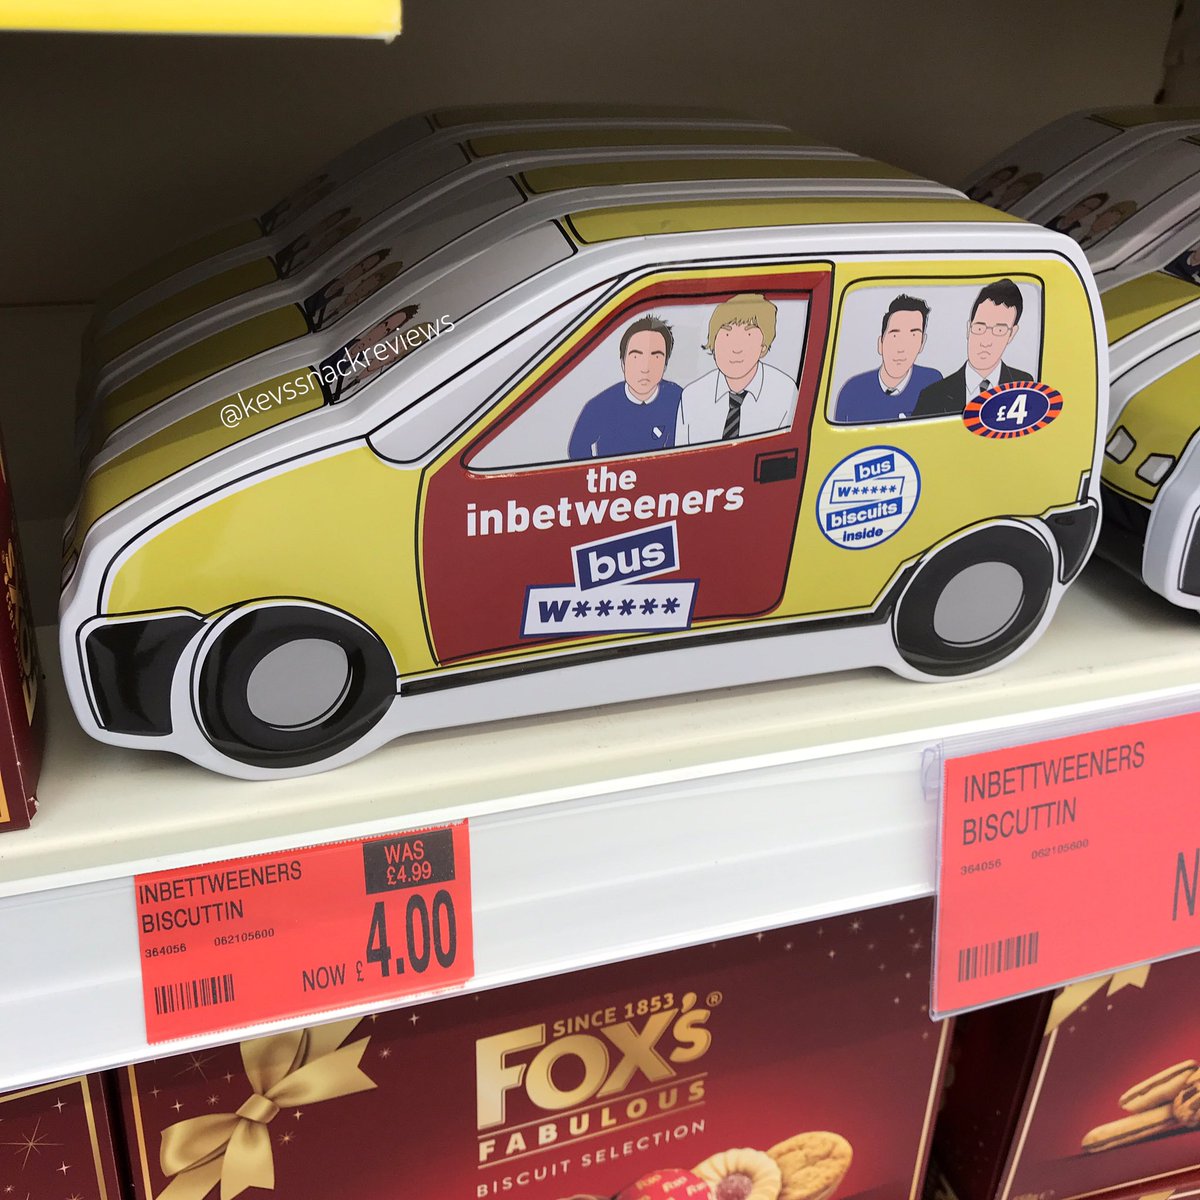 @kevssnackreviews
the
inbetweeners
bus
W*****
£4
bus
W*****
biscuits
inside
INBETTWEENERS
BISCUTTIN
364056 062105600
WAS
£4.99
NOW £4.00
INBETTWEENERS
BISCUTTIN
364056 062105600
N
SINCE 1853
FOX'S®
FABULOUS
BISCUIT SELECTION